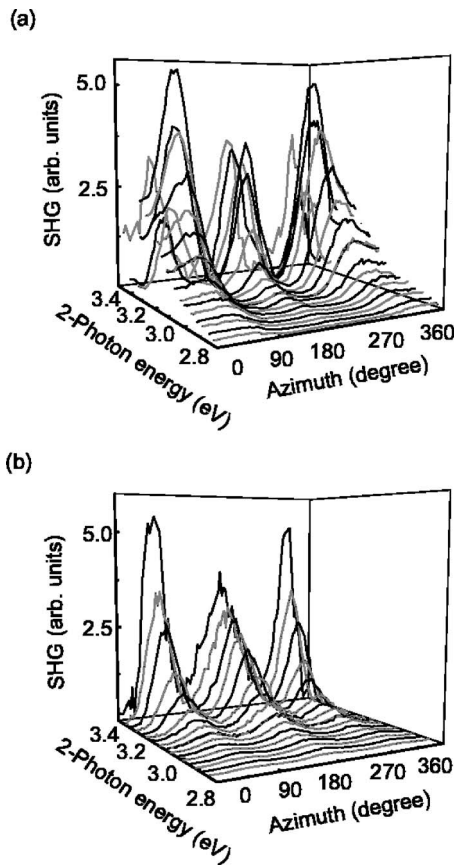 (a)
5.0
2.5
SHG (arb. units)
3.4
3.2
3.0
2.8
2-Photon energy (eV)
0
90
180
270
360
Azimuth (degree)
(b)
5.0
2.5
SHG (arb. units)
3.4
3.2
3.0
2.8
2-Photon energy (eV)
0
90
180
270
360
Azimuth (degree)